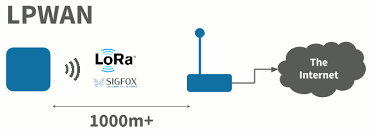 LPWAN
LoRa
SIGFOX
The
Internet
1000m+